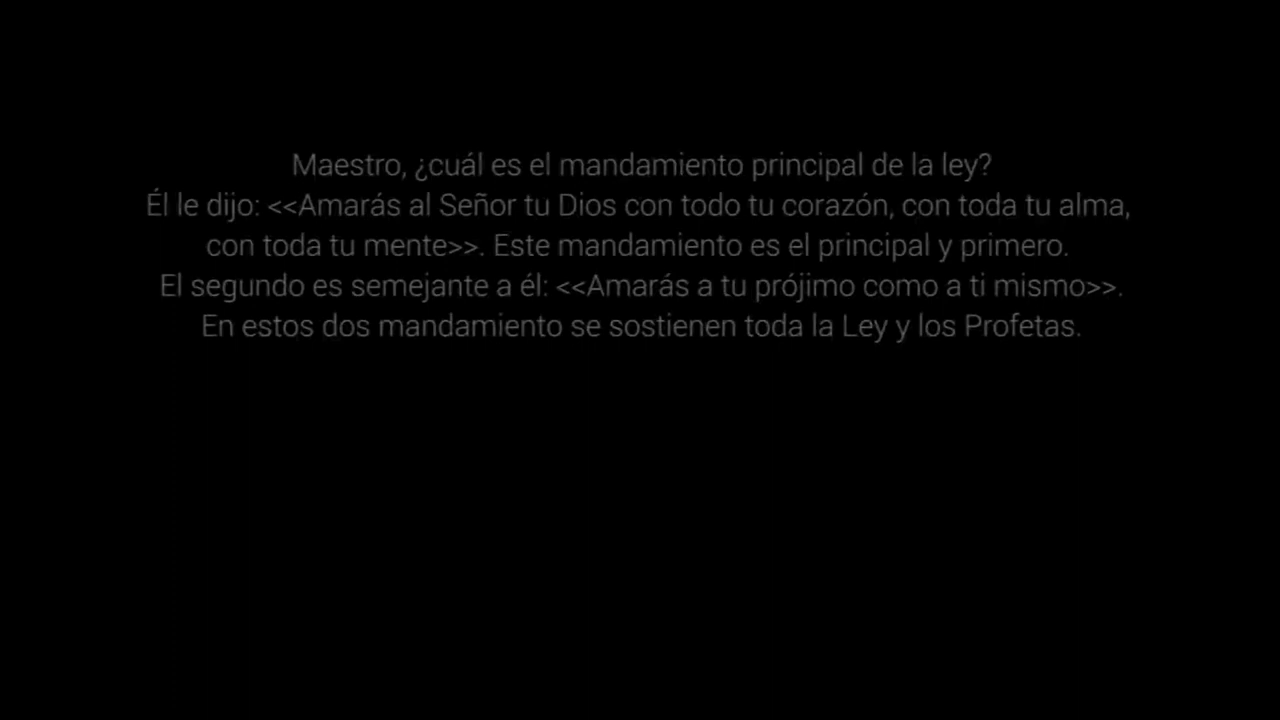 Maestro, ¿cuál es el mandamiento principal de la ley?
Él le dijo: <<Amarás al Señor tu Dios con todo tu corazón, con toda tu alma,
con toda tu mente>>. Este mandamiento es el principal y primero.
El segundo es semejante a él: <<Amarás a tu prójimo como a ti mismo>>.
En estos dos mandamiento se sostienen toda la Ley y los Profetas.